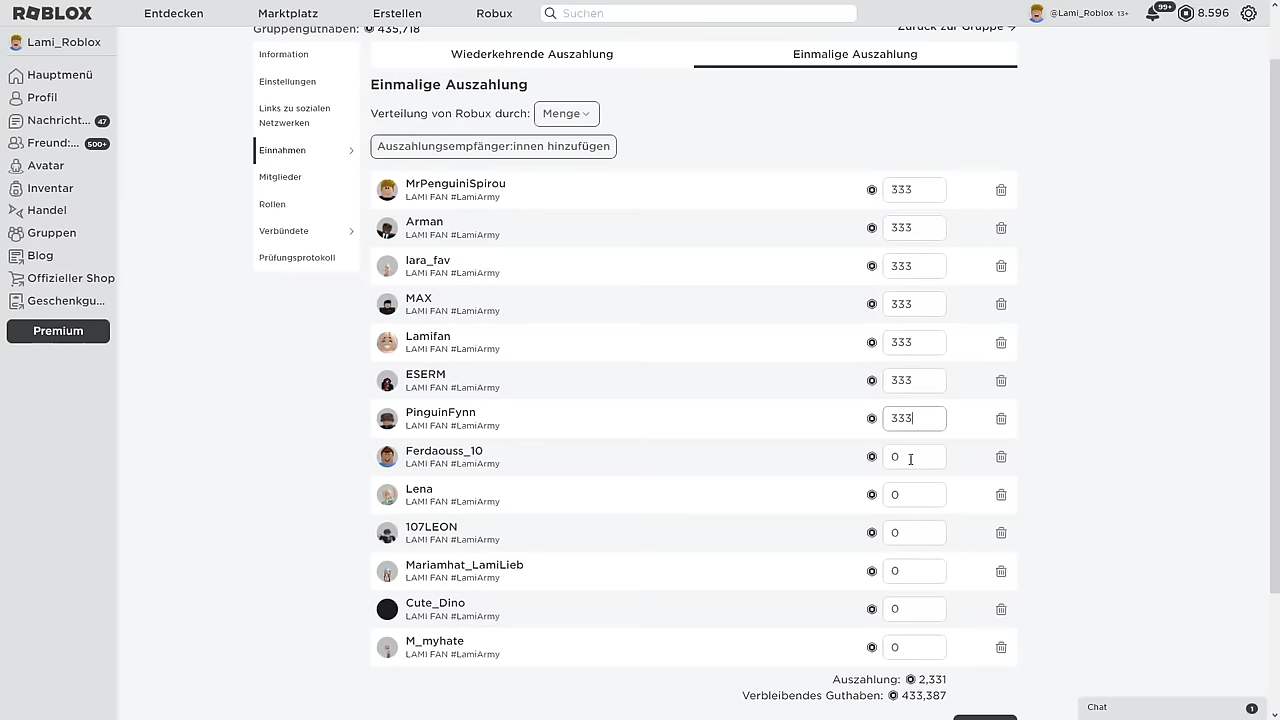 ROBLOX
Entdecken
Marktplatz
Erstellen
Robux
Suchen
@Lami_Roblox 13+
99+
8.596
Lami_Roblox
Hauptmenü
Profil
Nachricht... 47
Freund:... 500+
Avatar
Inventar
Handel
Gruppen
Blog
Offizieller Shop
Geschenkgu...
Premium
Gruppenguthaben: 435,718
Zurück zur Gruppe
Information
Einstellungen
Links zu sozialen
Netzwerken
Einnahmen
Mitglieder
Rollen
Verbündete
Prüfungsprotokoll
Wiederkehrende Auszahlung
Einmalige Auszahlung
Einmalige Auszahlung
Verteilung von Robux durch: Menge
Auszahlungsempfänger:innen hinzufügen
MrPenguiniSpirou
LAMI FAN #LamiArmy
333
Arman
LAMI FAN #LamiArmy
333
lara_fav
LAMI FAN #LamiArmy
333
MAX
LAMI FAN #LamiArmy
333
Lamifan
LAMI FAN #LamiArmy
333
ESERM
LAMI FAN #LamiArmy
333
PinguinFynn
LAMI FAN #LamiArmy
333
Ferdaouss_10
LAMI FAN #LamiArmy
0
Lena
LAMI FAN #LamiArmy
0
107LEON
LAMI FAN #LamiArmy
0
Mariamhat_LamiLieb
LAMI FAN #LamiArmy
0
Cute_Dino
LAMI FAN #LamiArmy
0
M_myhate
LAMI FAN #LamiArmy
0
Auszahlung: 2,331
Verbleibendes Guthaben: 433,387
Chat
1